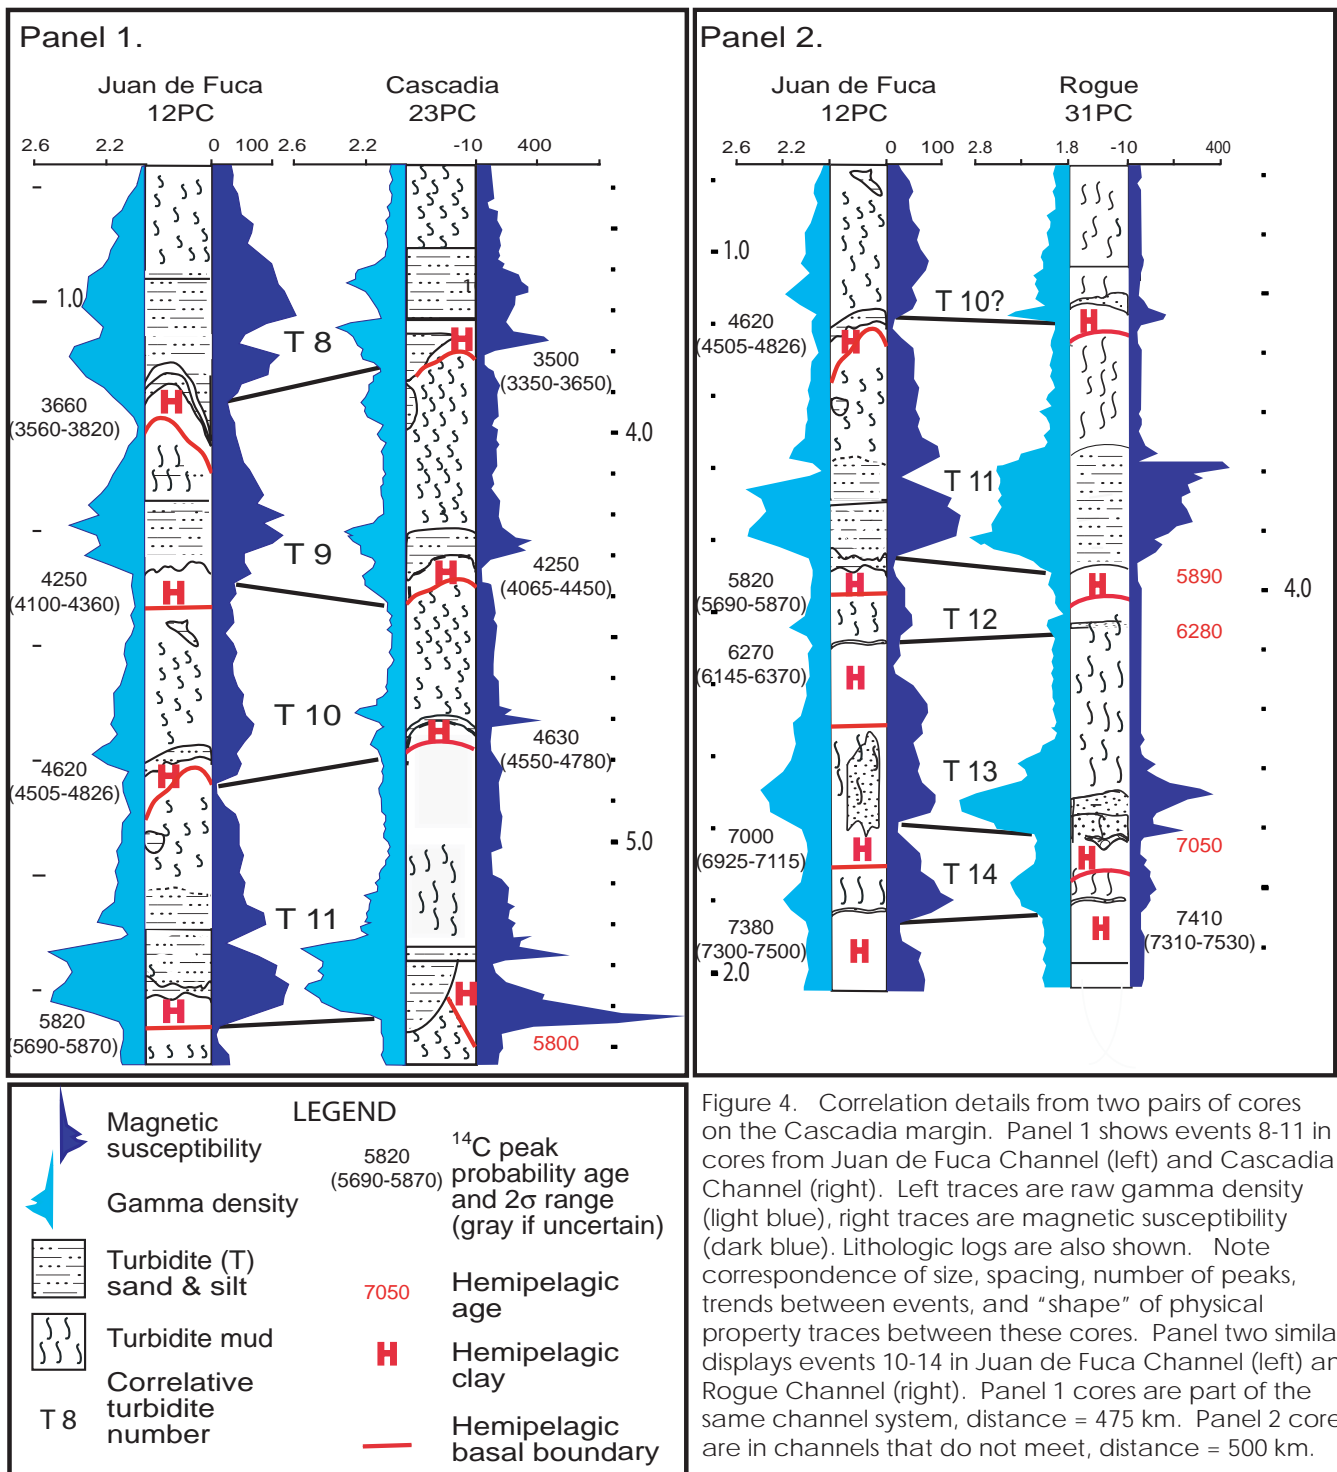 Panel 1.
Juan de Fuca
12PC
Cascadia
23PC
2.6 2.2 0 100 2.6 2.2 -10 400
1.0
T 8
3660
(3560-3820)
3500
(3350-3650)
4.0
T 9
4250
(4100-4360)
4250
(4065-4450)
T 10
4620
(4505-4826)
4630
(4550-4780)
5.0
T 11
5820
(5690-5870)
5800
1
H
H
H
H
H
H
H
H
Panel 2.
Juan de Fuca
12PC
Rogue
31PC
2.6 2.2 0 100 2.8 1.8 -10 400
1.0
T 10?
4620
(4505-4826)
T 11
5820
(5690-5870)
5890
4.0
T 12
6270
(6145-6370)
6280
T 13
7000
(6925-7115)
7050
T 14
7380
(7300-7500)
7410
(7310-7530)
2.0
H
H
H
H
H
H
H
H
H
LEGEND
Magnetic
susceptibility
Gamma density
Turbidite (T)
sand & silt
Turbidite mud
T 8
Correlative
turbidite
number
5820
(5690-5870)
14C peak
probability age
and 2σ range
(gray if uncertain)
7050
Hemipelagic
age
H
Hemipelagic
clay
Hemipelagic
basal boundary
Figure 4. Correlation details from two pairs of cores
on the Cascadia margin. Panel 1 shows events 8-11 in
cores from Juan de Fuca Channel (left) and Cascadia
Channel (right). Left traces are raw gamma density
(light blue), right traces are magnetic susceptibility
(dark blue). Lithologic logs are also shown. Note
correspondence of size, spacing, number of peaks,
trends between events, and “shape” of physical
property traces between these cores. Panel two simila
displays events 10-14 in Juan de Fuca Channel (left) an
Rogue Channel (right). Panel 1 cores are part of the
same channel system, distance = 475 km. Panel 2 core
are in channels that do not meet, distance = 500 km.